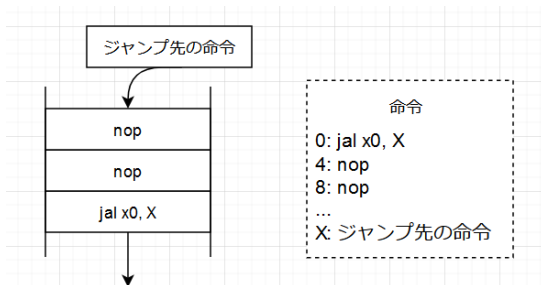 ジャンプ先の命令
nop
nop
jal x0, X
命令
0: jal x0, X
4: nop
8: nop
...
X: ジャンプ先の命令